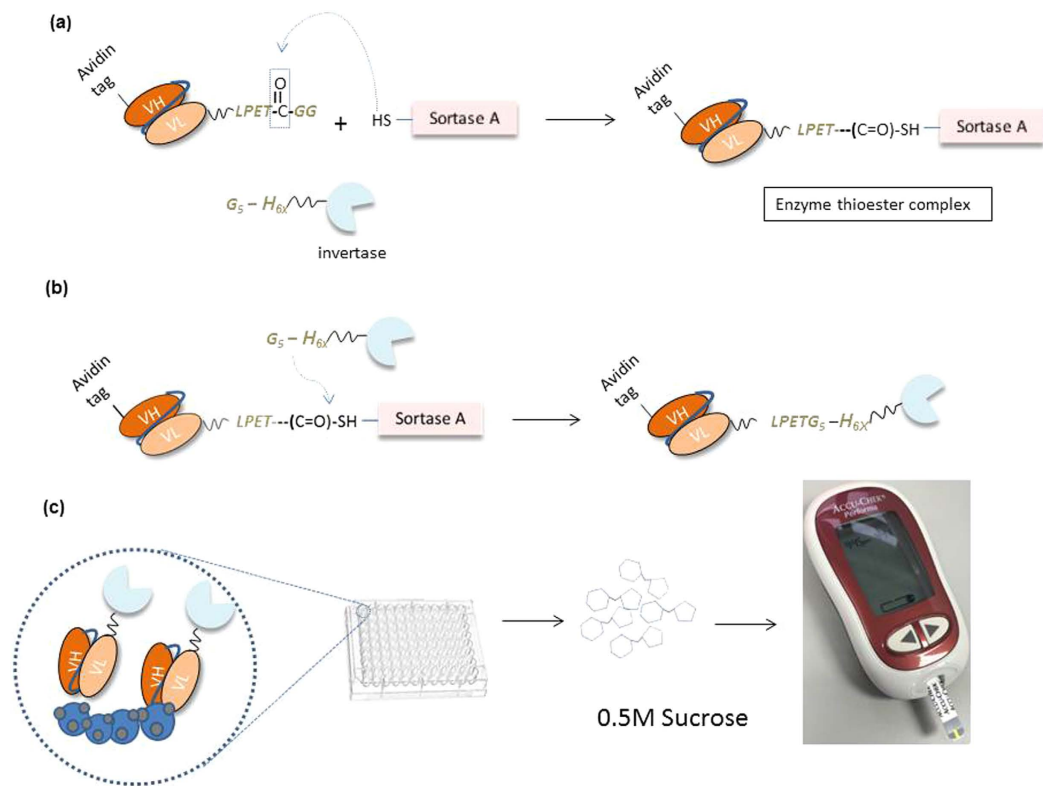 (a)
Avidin
tag
VH
VL
LPET-C-GG
O
+
HS
Sortase A
Avidin
tag
VH
VL
LPET---(C=O)-SH
Sortase A
G5 – H6x
invertase
Enzyme thioester complex
(b)
G5 – H6x
Avidin
tag
VH
VL
LPET---(C=O)-SH
Sortase A
Avidin
tag
VH
VL
LPETG5 –H6X
(c)
VH
VL
VH
VL
0.5M Sucrose
ACCU-CHEK
Performa